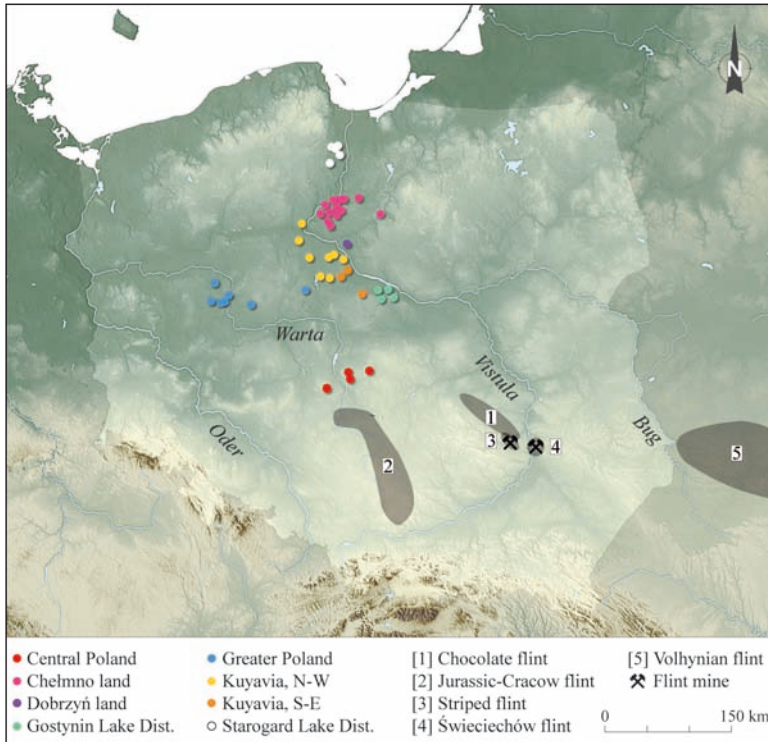 N
Warta
Vistula
1
Oder
Bug
3
4
2
5
Central Poland
Chełmno land
Dobrzyń land
Gostynin Lake Dist.
Greater Poland
Kuyavia, N-W
Kuyavia, S-E
Starogard Lake Dist.
[1] Chocolate flint
[2] Jurassic-Cracow flint
[3] Striped flint
[4] Świeciechów flint
[5] Volhynian flint
Flint mine
0 150 km